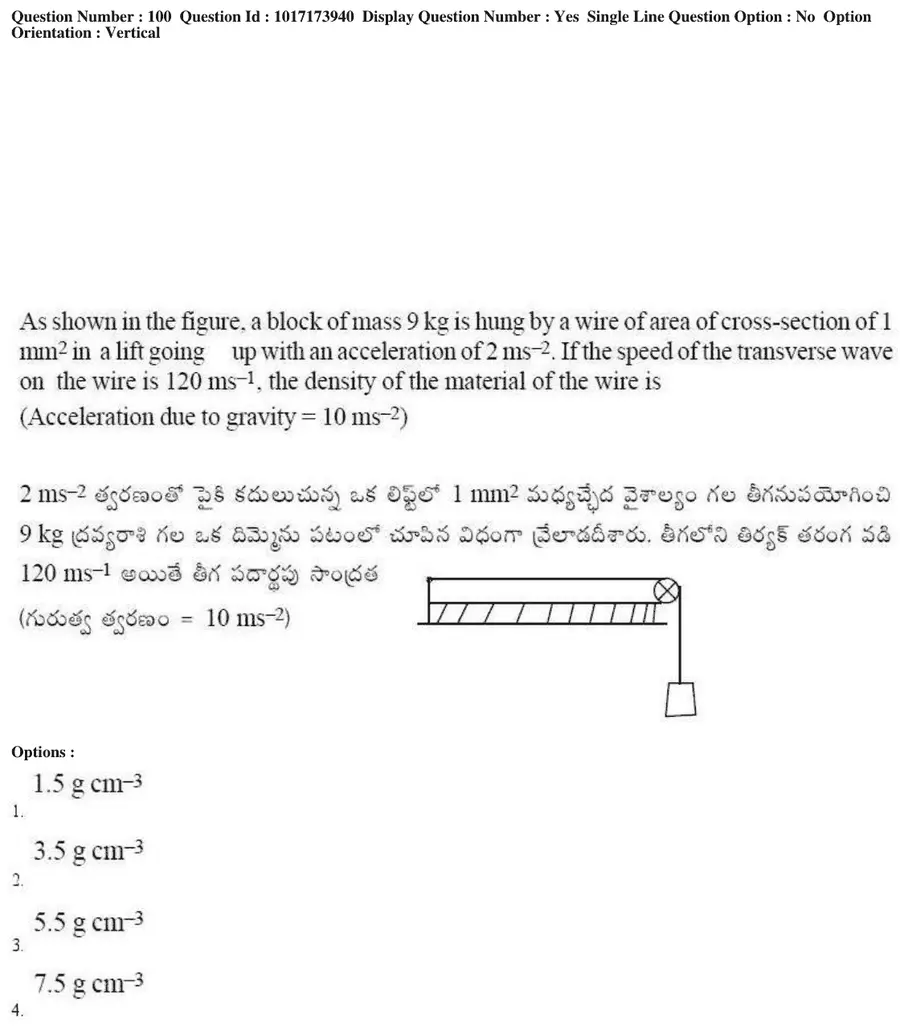 Question Number : 100 Question Id : 1017173940 Display Question Number : Yes Single Line Question Option : No Option
Orientation : Vertical
As shown in the figure, a block of mass 9 kg is hung by a wire of area of cross-section of 1
mm² in a lift going up with an acceleration of 2 ms⁻². If the speed of the transverse wave
on the wire is 120 ms⁻¹, the density of the material of the wire is
(Acceleration due to gravity = 10 ms⁻²)
2 ms⁻² త్వరణంతో పైకి కదులుచున్న ఒక లిఫ్ట్‌లో 1 mm² మధ్యచ్ఛేద వైశాల్యం గల తీగనుపయోగించి
9 kg ద్రవ్యరాశి గల ఒక దిమ్మెను పటంలో చూపిన విధంగా వ్రేలాడదీశారు. తీగలోని తిర్యక్ తరంగ వడి
120 ms⁻¹ అయితే తీగ పదార్థపు సాంద్రత
(గురుత్వ త్వరణం = 10 ms⁻²)
Options :
1.5 g cm⁻³
1.
3.5 g cm⁻³
2.
5.5 g cm⁻³
3.
7.5 g cm⁻³
4.